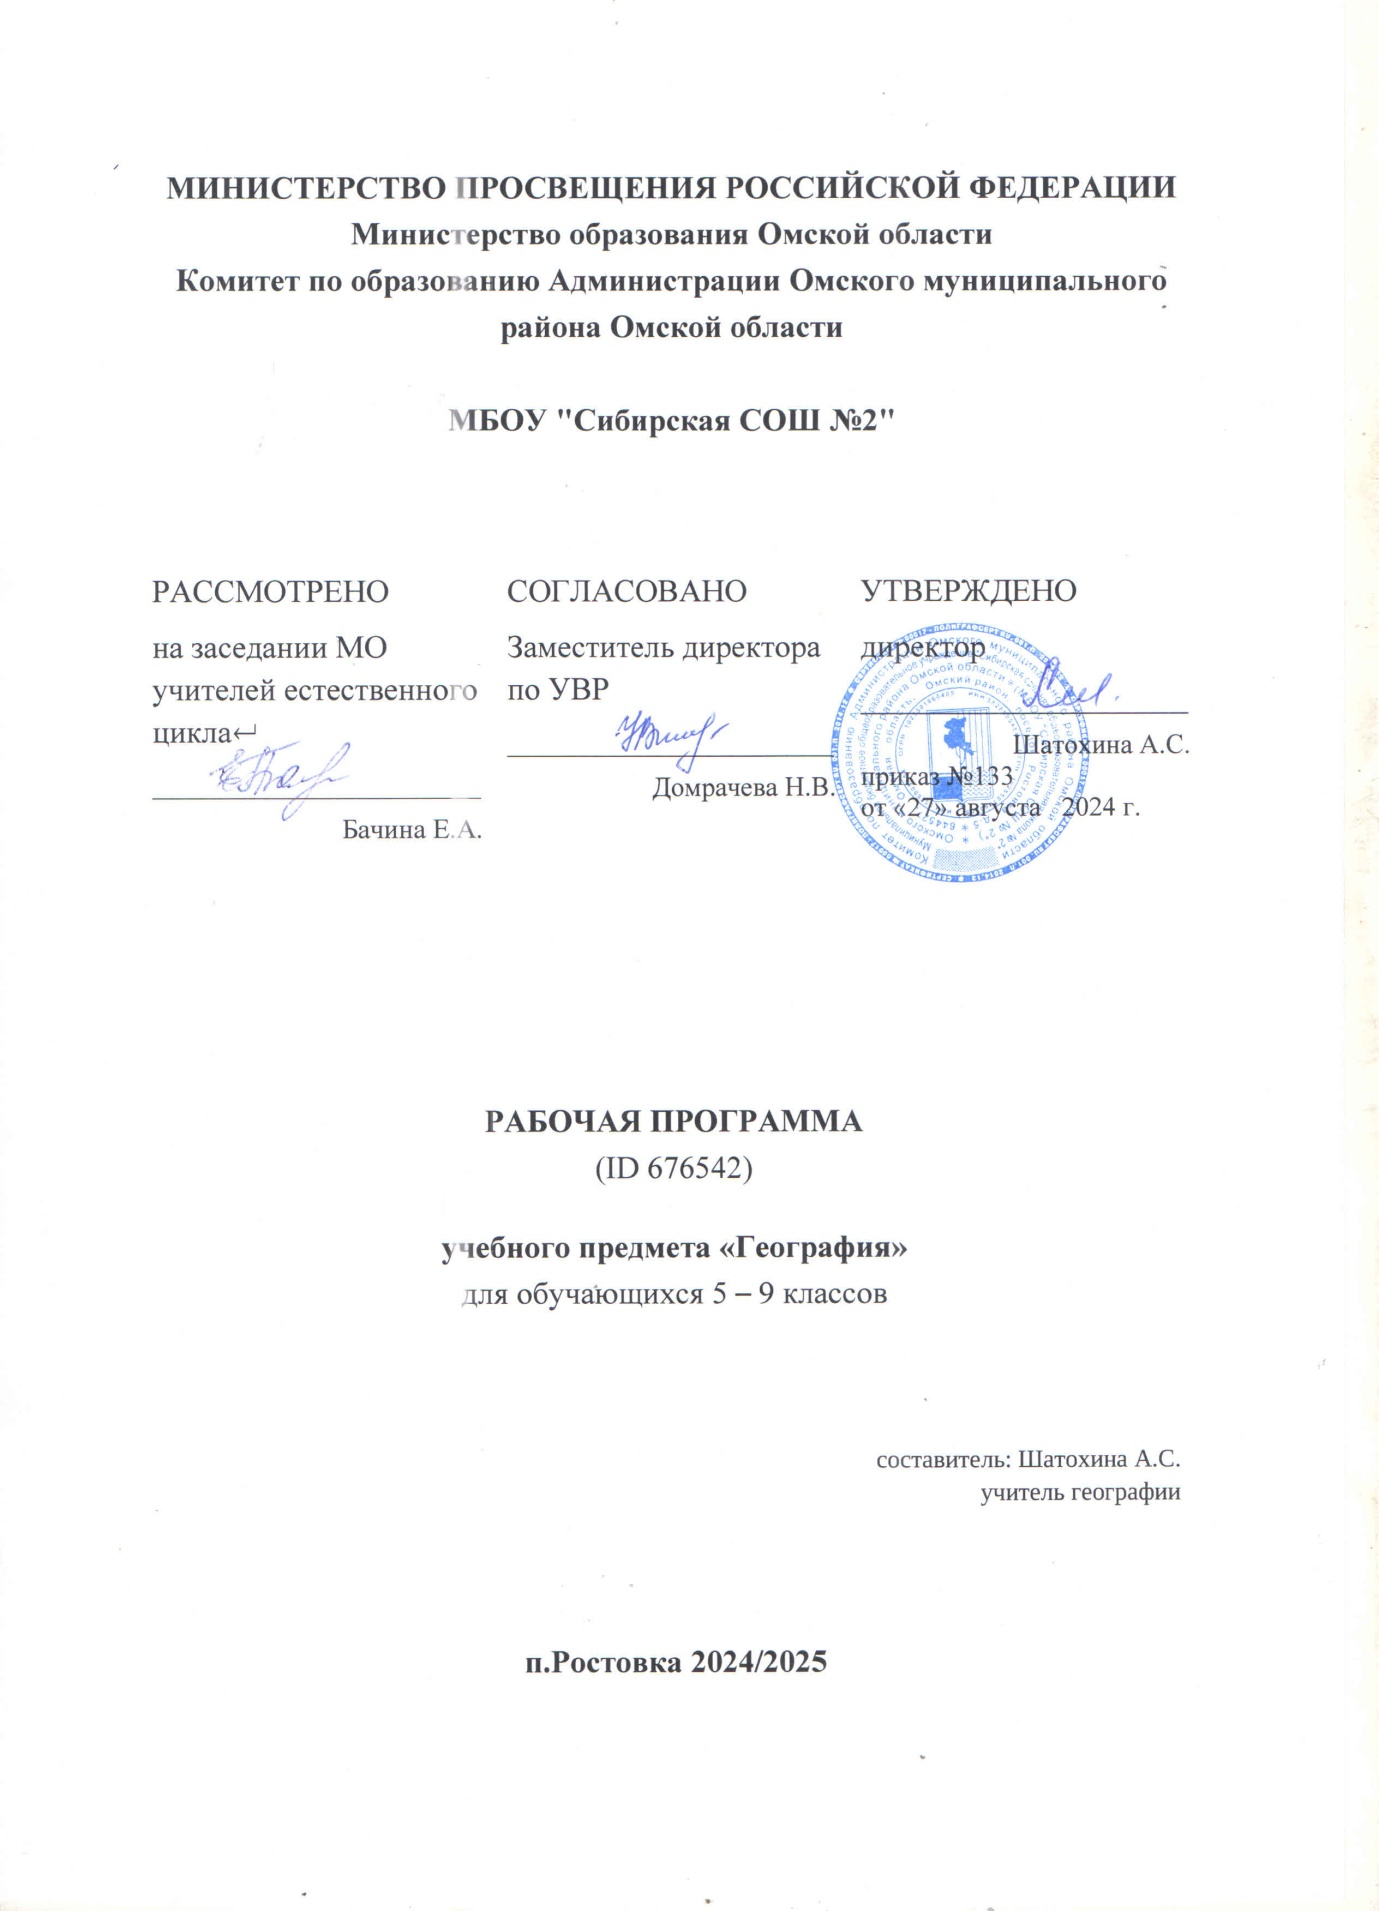 МИНИСТЕРСТВО ПРОСВЕЩЕНИЯ РОССИЙСКОЙ ФЕДЕРАЦИИ
Министерство образования Омской области
Комитет по образованию Администрации Омского муниципального
района Омской области
МБОУ "Сибирская СОШ №2"
РАССМОТРЕНО
на заседании МО
учителей естественного
цикла↵
Бачина Е.А.
СОГЛАСОВАНО
Заместитель директора
по УВР
Домрачева Н.В.
УТВЕРЖДЕНО
директор
Шатохина А.С.
приказ №133
от «27» августа 2024 г.
РАБОЧАЯ ПРОГРАММА
(ID 676542)
учебного предмета «География»
для обучающихся 5 – 9 классов
составитель: Шатохина А.С.
учитель географии
п.Ростовка 2024/2025